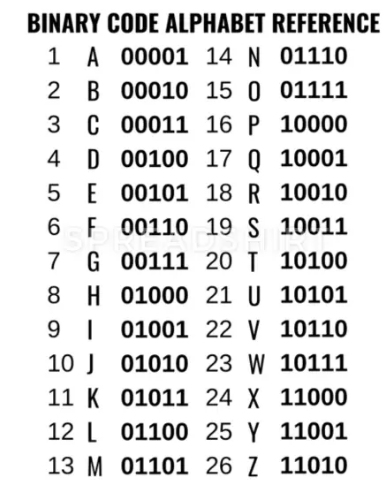 BINARY CODE ALPHABET REFERENCE
1 A 00001 14 N 01110
2 B 00010 15 O 01111
3 C 00011 16 P 10000
4 D 00100 17 Q 10001
5 E 00101 18 R 10010
6 F 00110 19 S 10011
SPREADSHIRT
7 G 00111 20 T 10100
8 H 01000 21 U 10101
9 I 01001 22 V 10110
10 J 01010 23 W 10111
11 K 01011 24 X 11000
12 L 01100 25 Y 11001
13 M 01101 26 Z 11010